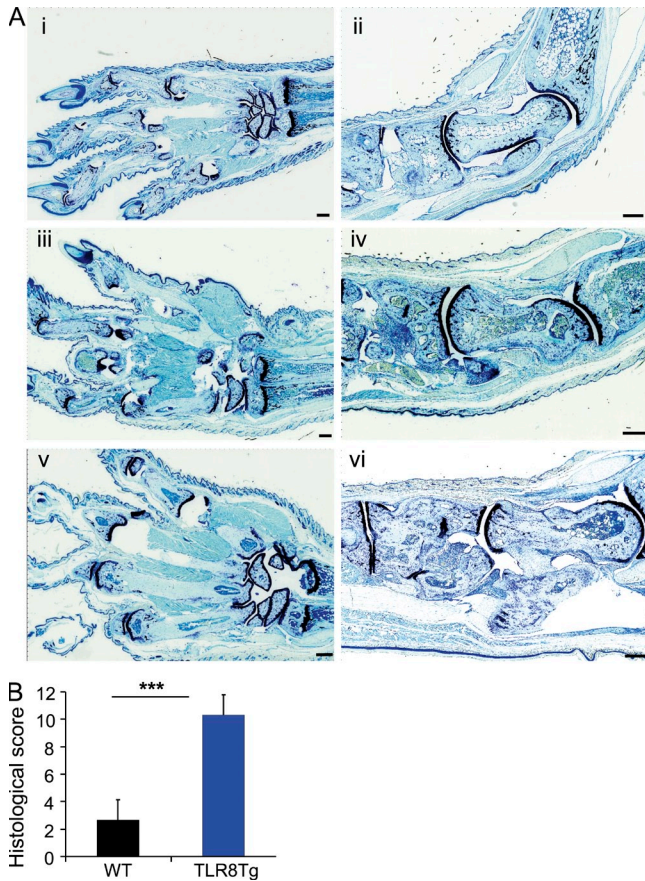 A
i
ii
iii
iv
v
vi
B
Histological score
12
10
8
6
4
2
0
***
WT
TLR8Tg